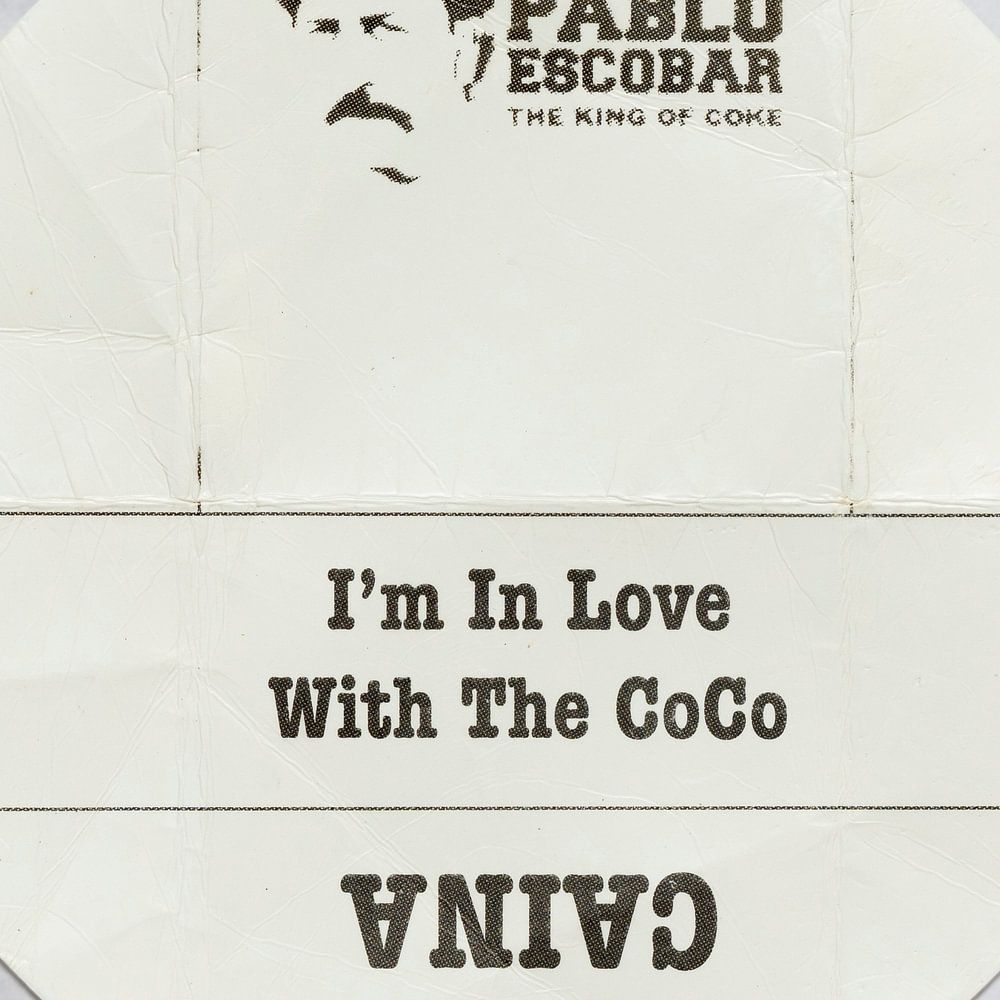 PABLO
ESCOBAR
THE KING OF COKE
I'm In Love
With The CoCo
CAINA